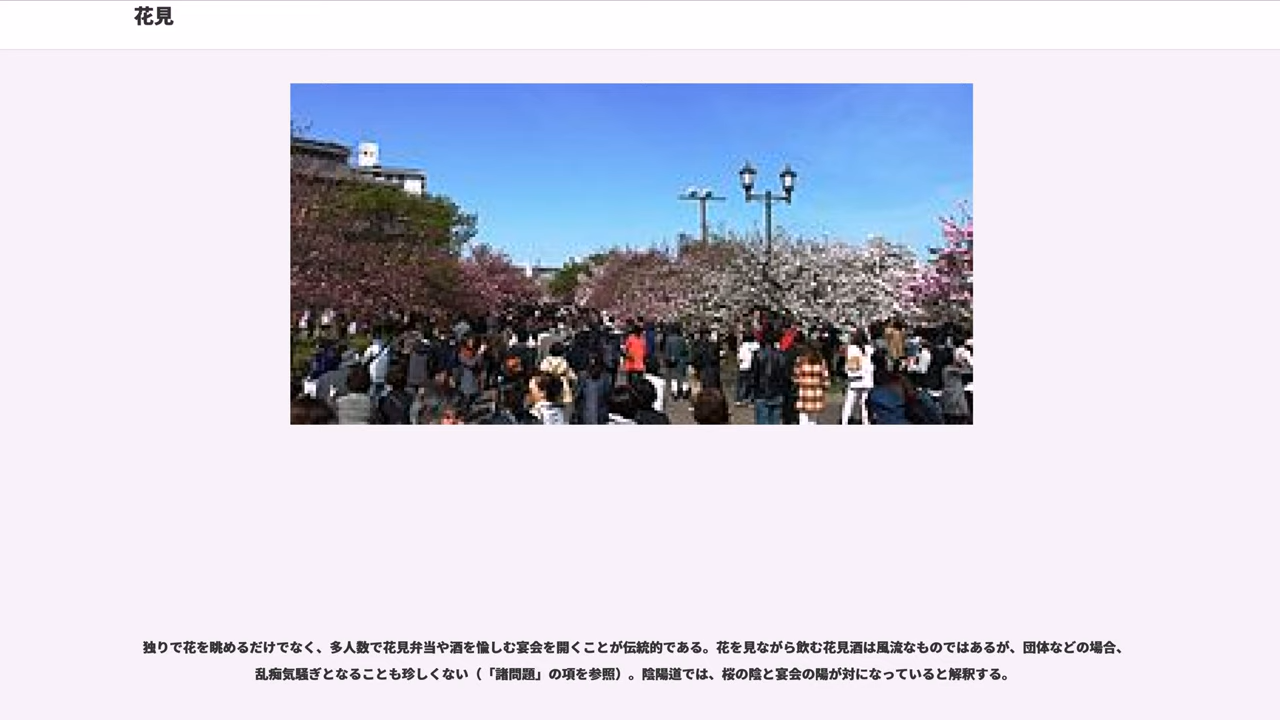 花見
独りで花を眺めるだけでなく、多人数で花見弁当や酒を愉しむ宴会を開くことが伝統的である。花を見ながら飲む花見酒は風流なものではあるが、団体などの場合、
乱痴気騒ぎとなることも珍しくない（「諸問題」の項を参照）。陰陽道では、桜の陰と宴会の陽が対になっていると解釈する。